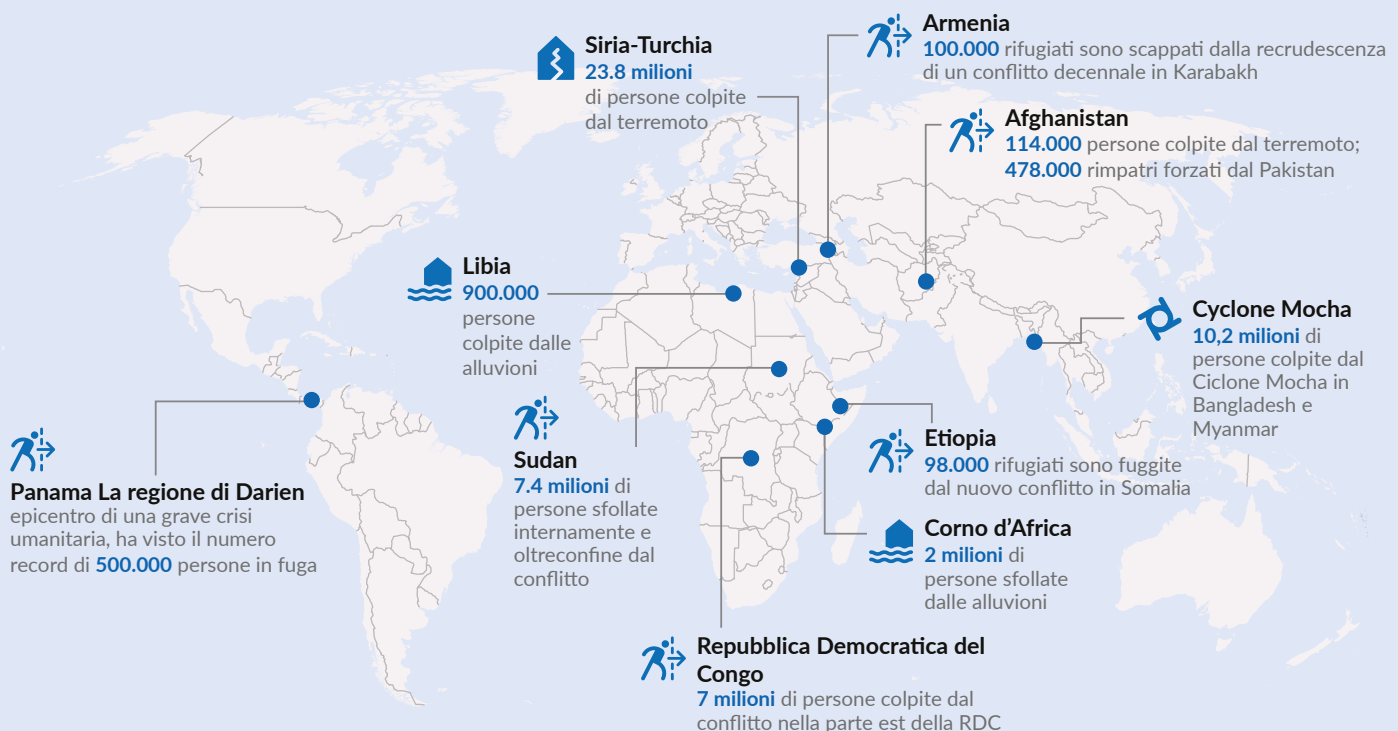 Siria-Turchia
23.8 milioni
di persone colpite
dal terremoto
Armenia
100.000 rifugiati sono scappati dalla recrudescenza
di un conflitto decennale in Karabakh
Afghanistan
114.000 persone colpite dal terremoto;
478.000 rimpatri forzati dal Pakistan
Libia
900.000
persone
colpite dalle
alluvioni
Cyclone Mocha
10,2 milioni di
persone colpite dal
Ciclone Mocha in
Bangladesh e
Myanmar
Panama La regione di Darien
epicentro di una grave crisi
umanitaria, ha visto il numero
record di 500.000 persone in fuga
Sudan
7.4 milioni di
persone sfollate
internamente e
oltreconfine dal
conflitto
Etiopia
98.000 rifugiati sono fuggite
dal nuovo conflitto in Somalia
Corno d'Africa
2 milioni di
persone sfollate
dalle alluvioni
Repubblica Democratica del
Congo
7 milioni di persone colpite dal
conflitto nella parte est della RDC